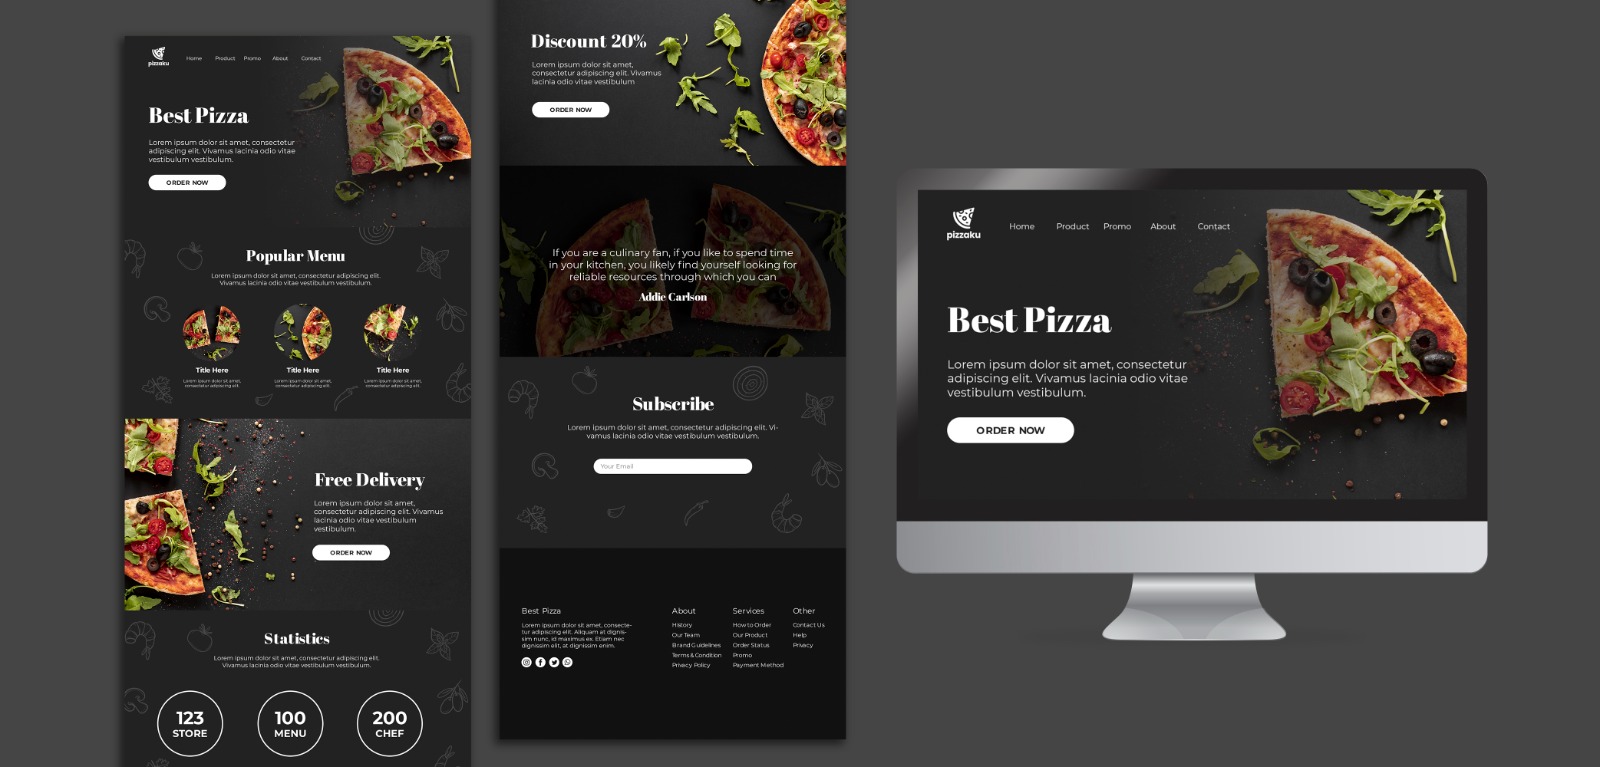 pizzaku
Home Product Promo About Contact
Best Pizza
Lorem ipsum dolor sit amet, consectetur
adipiscing elit. Vivamus lacinia odio vitae
vestibulum vestibulum.
ORDER NOW
Popular Menu
Lorem ipsum dolor sit amet, consectetur adipiscing elit.
Vivamus lacinia odio vitae vestibulum vestibulum.
Title Here Title Here Title Here
Lorem ipsum dolor sit amet, Lorem ipsum dolor sit amet, Lorem ipsum dolor sit amet,
consectetur adipiscing elit. consectetur adipiscing elit. consectetur adipiscing elit.
Free Delivery
Lorem ipsum dolor sit amet,
consectetur adipiscing elit. Vivamus
lacinia odio vitae vestibulum
vestibulum.
ORDER NOW
Statistics
Lorem ipsum dolor sit amet, consectetur adipiscing elit.
Vivamus lacinia odio vitae vestibulum vestibulum.
123 100 200
STORE MENU CHEF
Discount 20%
Lorem ipsum dolor sit amet,
consectetur adipiscing elit. Vivamus
lacinia odio vitae vestibulum
ORDER NOW
If you are a culinary fan, if you like to spend time
in your kitchen, you likely find yourself looking for
reliable resources through which you can
Addie Carlson
Subscribe
Lorem ipsum dolor sit amet, consectetur adipiscing elit. Vi-
vamus lacinia odio vitae vestibulum vestibulum.
Your Email
Best Pizza
Lorem ipsum dolor sit amet, consecte-
tur adipiscing elit. Aliquam at dignis-
sim nunc, id maximus ex. Etiam nec
dignissim elit, at dignissim enim.
About
History
Our Team
Brand Guidelines
Terms & Condition
Privacy Policy
Services
How to Order
Our Product
Order Status
Promo
Payment Method
Other
Contact Us
Help
Privacy
pizzaku
Home Product Promo About Contact
Best Pizza
Lorem ipsum dolor sit amet, consectetur
adipiscing elit. Vivamus lacinia odio vitae
vestibulum vestibulum.
ORDER NOW